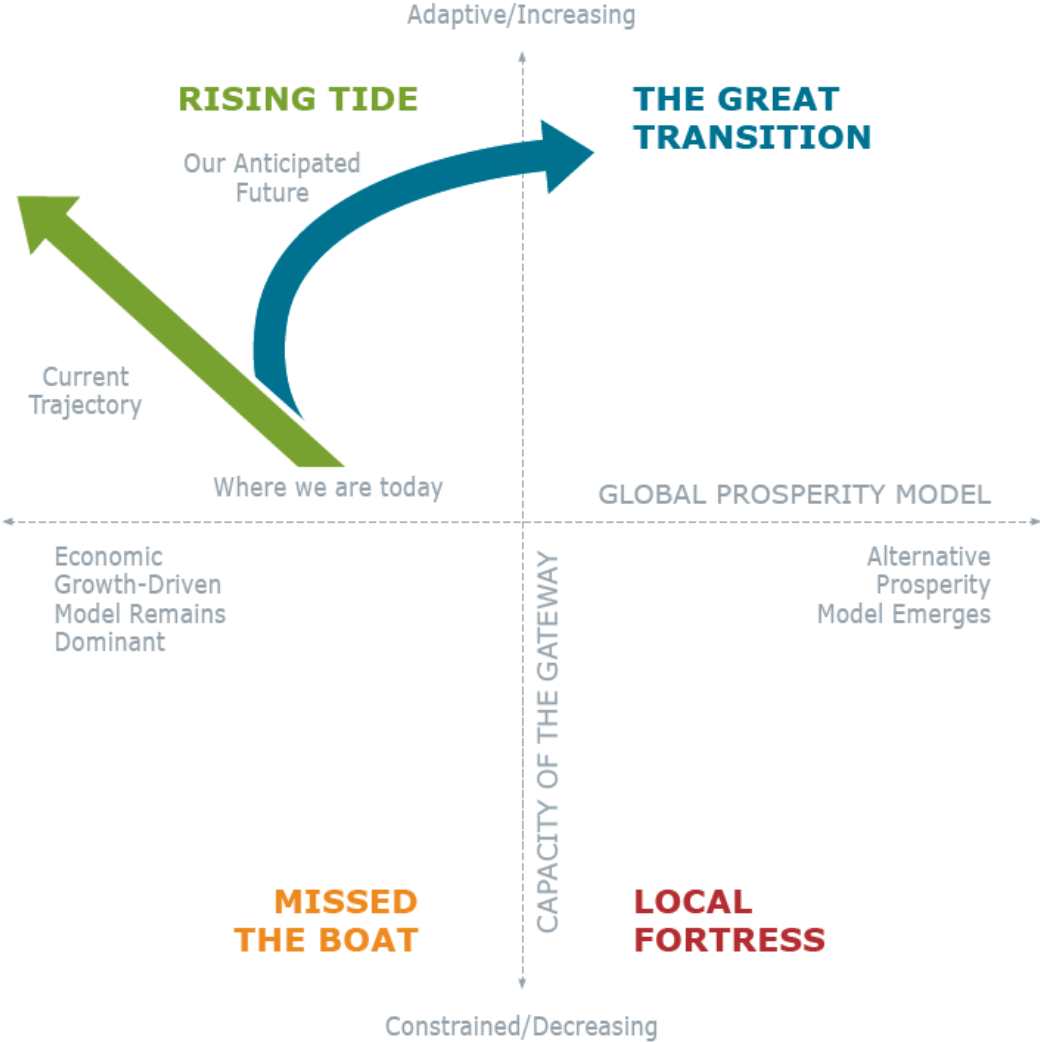 Adaptive/Increasing
RISING TIDE
THE GREAT
TRANSITION
Our Anticipated
Future
Current
Trajectory
Where we are today
GLOBAL PROSPERITY MODEL
Economic
Growth-Driven
Model Remains
Dominant
Alternative
Prosperity
Model Emerges
CAPACITY OF THE GATEWAY
MISSED
THE BOAT
LOCAL
FORTRESS
Constrained/Decreasing